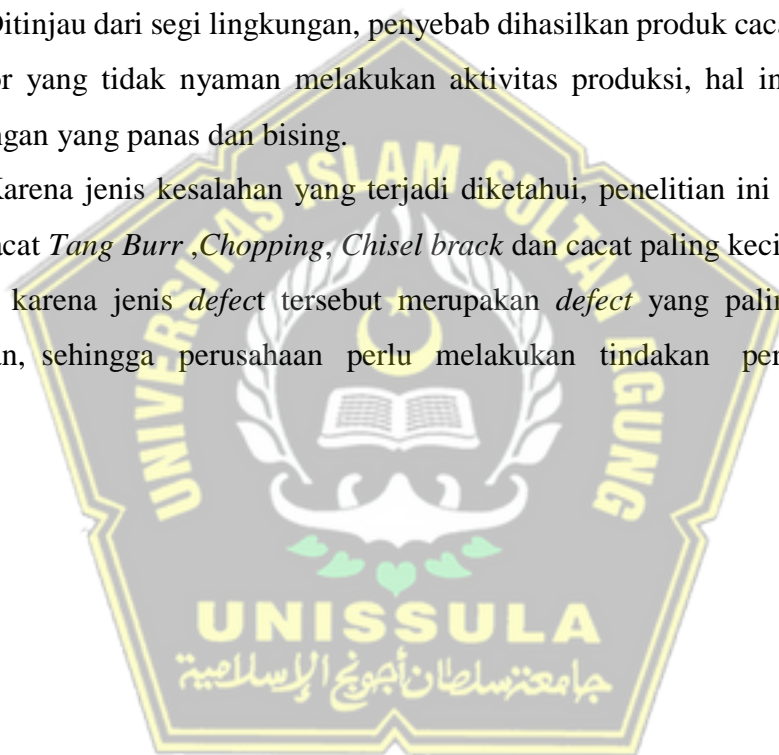 Ditinjau dari segi lingkungan, penyebab dihasilkan produk caca
or yang tidak nyaman melakukan aktivitas produksi, hal in
ngan yang panas dan bising.
Karena jenis kesalahan yang terjadi diketahui, penelitian ini
acat Tang Burr ,Chopping, Chisel brack dan cacat paling keci
karena jenis defect tersebut merupakan defect yang palin
an, sehingga perusahaan perlu melakukan tindakan per
UNIVERSITAS ISLAM SULTAN AGUNG
UNISSULA
جامعة سلطان أجونج الإسلامية